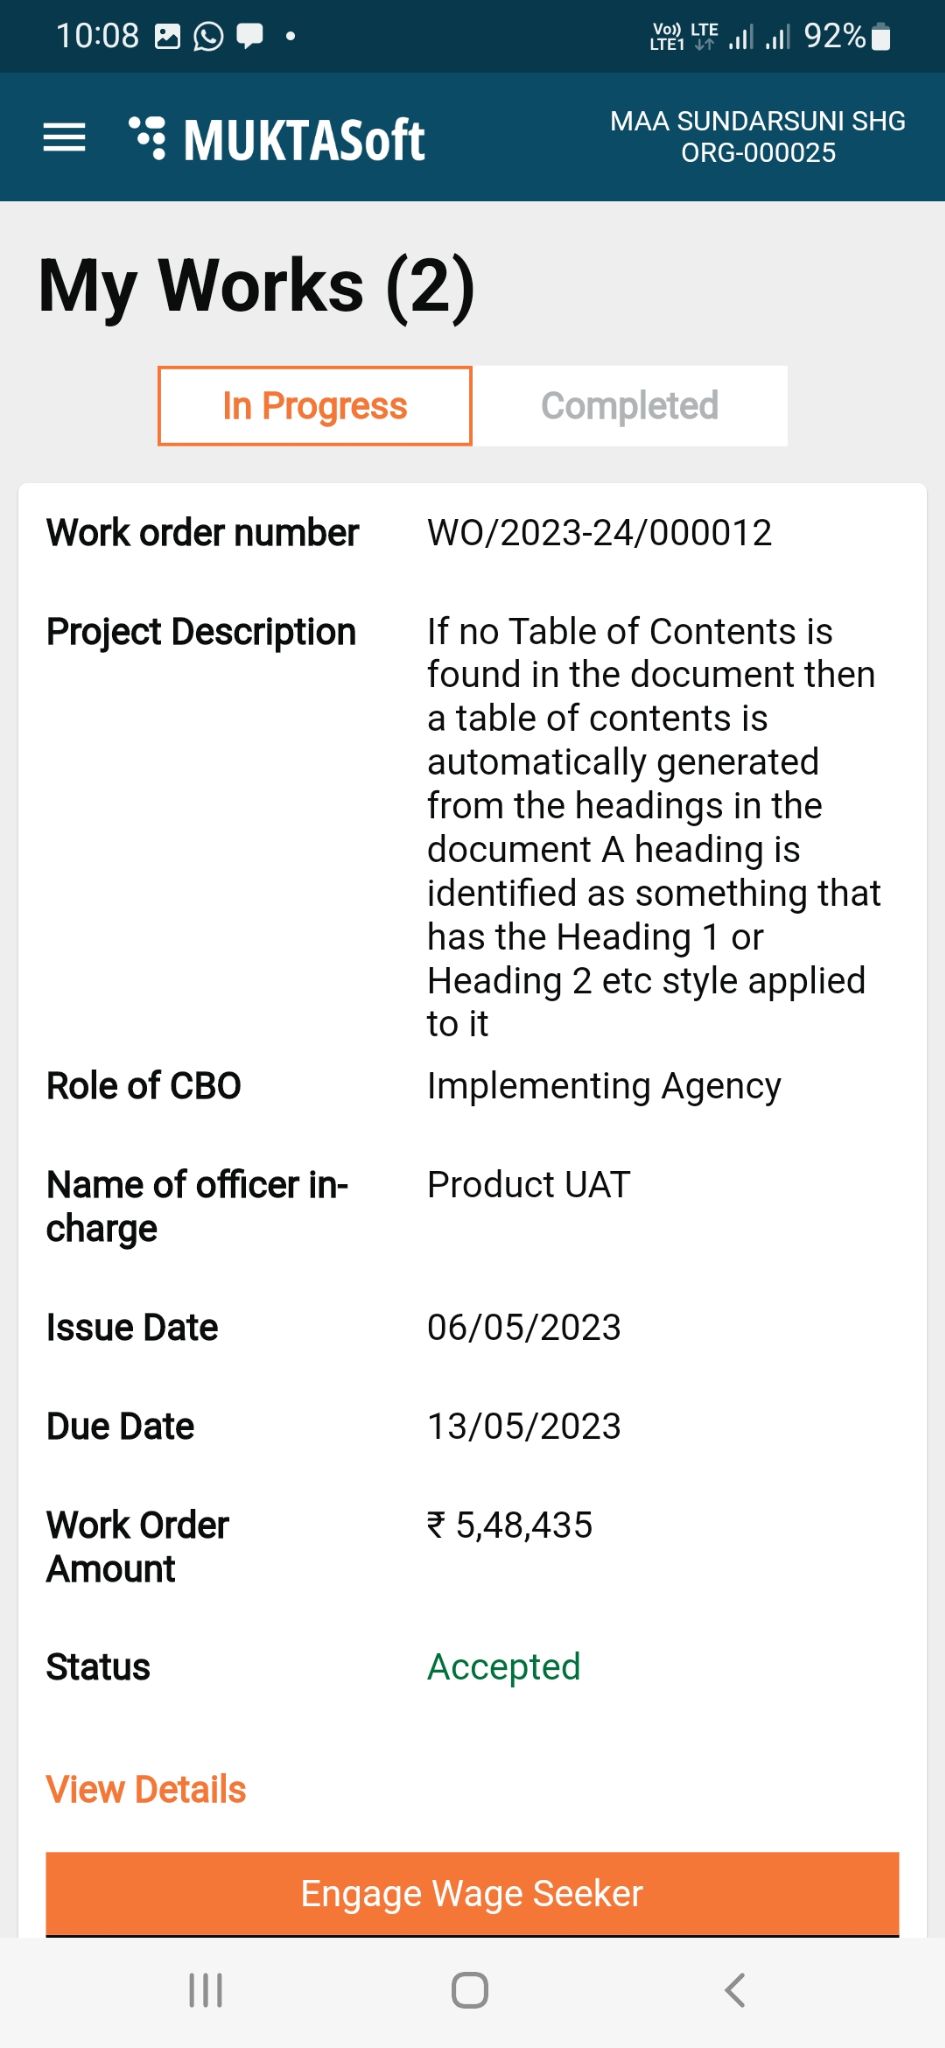 10:08
Vo)) LTE
LTE1
92%
MUKTASoft
MAA SUNDARSUNI SHG
ORG-000025
My Works (2)
In Progress
Completed
Work order number
WO/2023-24/000012
Project Description
If no Table of Contents is
found in the document then
a table of contents is
automatically generated
from the headings in the
document A heading is
identified as something that
has the Heading 1 or
Heading 2 etc style applied
to it
Role of CBO
Implementing Agency
Name of officer in-
charge
Product UAT
Issue Date
06/05/2023
Due Date
13/05/2023
Work Order
Amount
₹ 5,48,435
Status
Accepted
View Details
Engage Wage Seeker